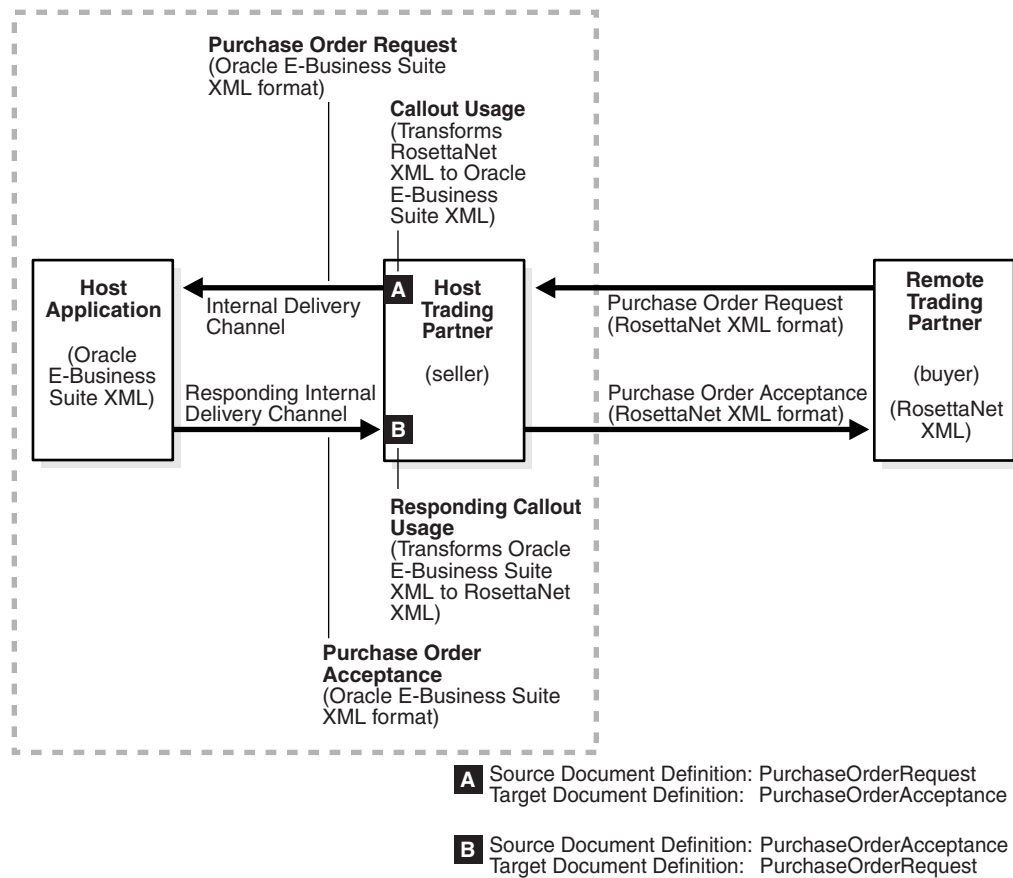 Purchase Order Request
(Oracle E-Business Suite
XML format)
Callout Usage
(Transforms
RosettaNet
XML to Oracle
E-Business
Suite XML)
Host
Application
(Oracle
E-Business
Suite XML)
Internal Delivery
Channel
Responding Internal
Delivery Channel
A
B
Host
Trading
Partner
(seller)
Purchase Order Request
(RosettaNet XML format)
Purchase Order Acceptance
(RosettaNet XML format)
Remote
Trading
Partner
(buyer)
(RosettaNet
XML)
Responding Callout
Usage
(Transforms Oracle
E-Business Suite
XML to RosettaNet
XML)
Purchase Order
Acceptance
(Oracle E-Business Suite
XML format)
A Source Document Definition: PurchaseOrderRequest
Target Document Definition: PurchaseOrderAcceptance
B Source Document Definition: PurchaseOrderAcceptance
Target Document Definition: PurchaseOrderRequest